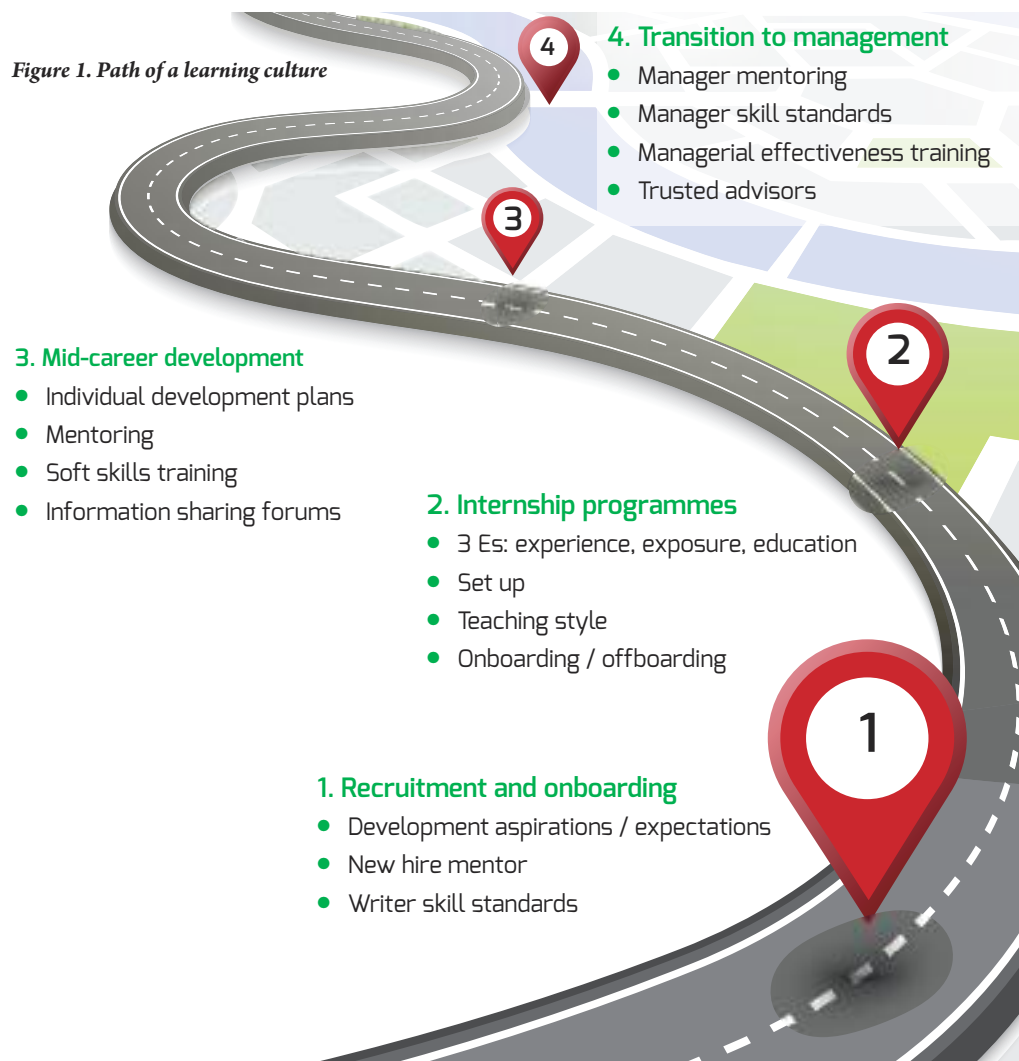 Figure 1. Path of a learning culture
4
4. Transition to management
• Manager mentoring
• Manager skill standards
• Managerial effectiveness training
• Trusted advisors
3
2
3. Mid-career development
• Individual development plans
• Mentoring
• Soft skills training
• Information sharing forums
2. Internship programmes
• 3 Es: experience, exposure, education
• Set up
• Teaching style
• Onboarding / offboarding
1
1. Recruitment and onboarding
• Development aspirations / expectations
• New hire mentor
• Writer skill standards